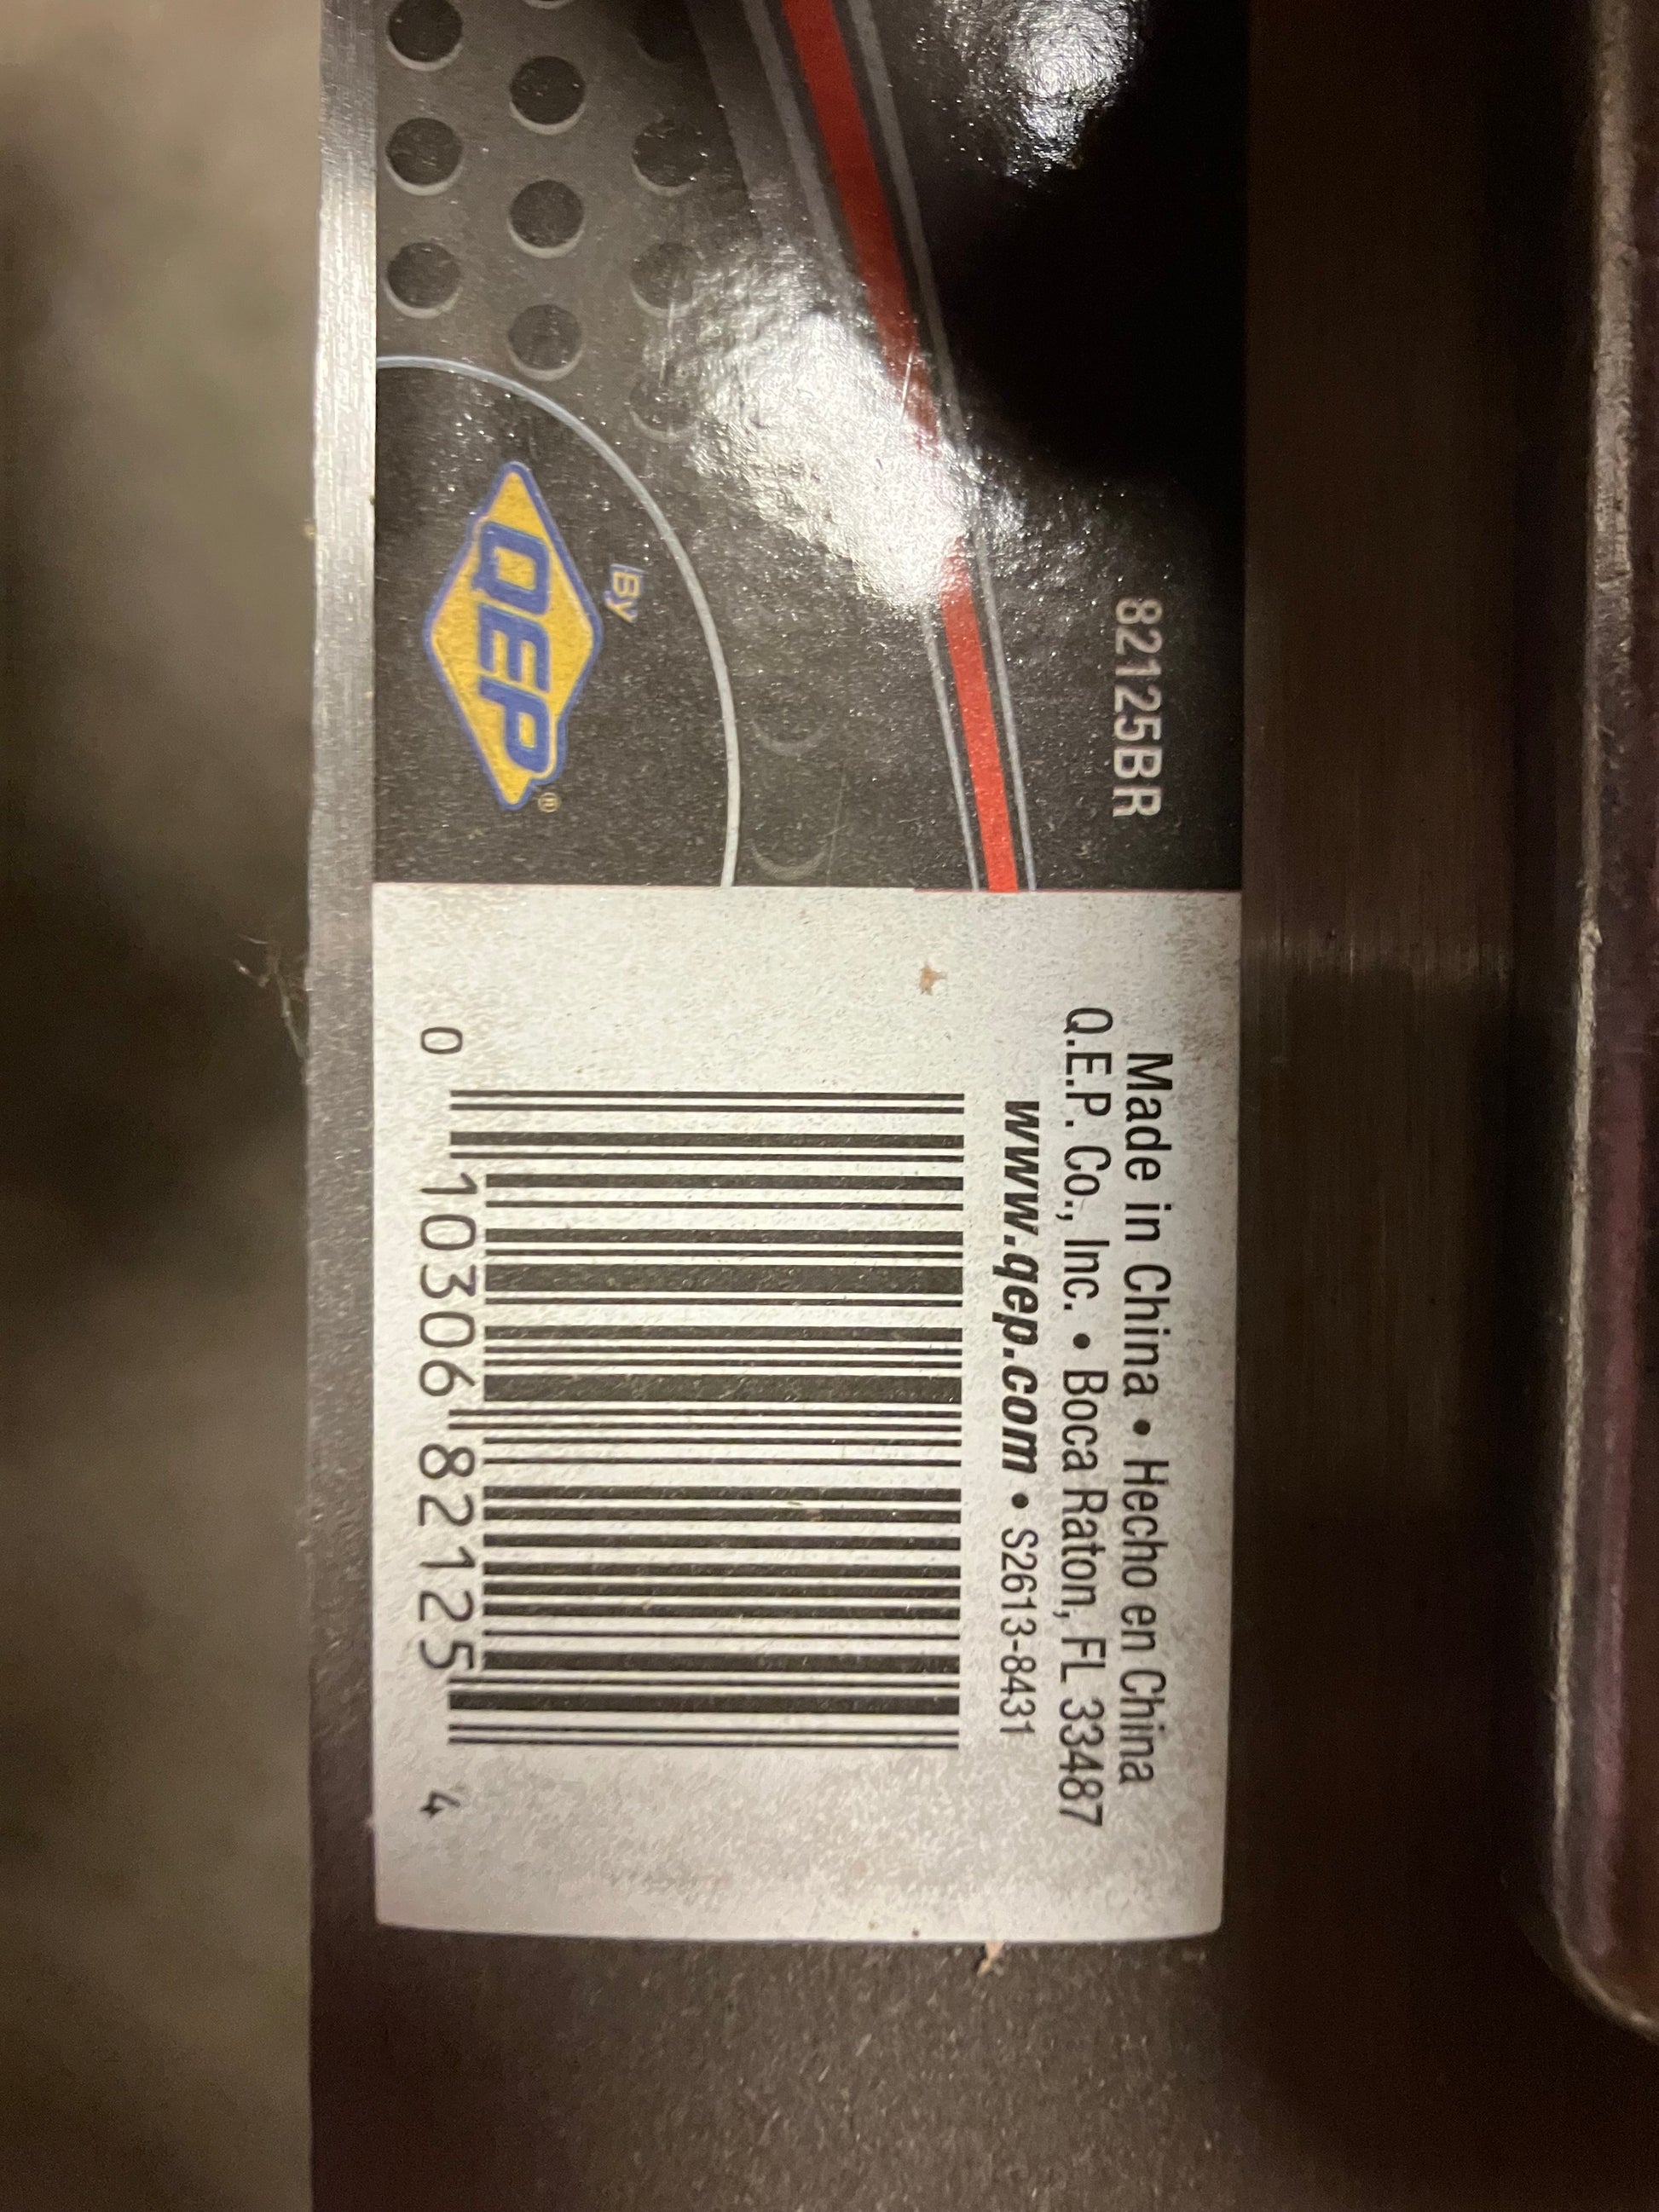 82125BR
By
QEP®
Made in China • Hecho en China
Q.E.P. Co., Inc. • Boca Raton, FL 33487
www.qep.com • S2613-8431
0 10306 82125 4